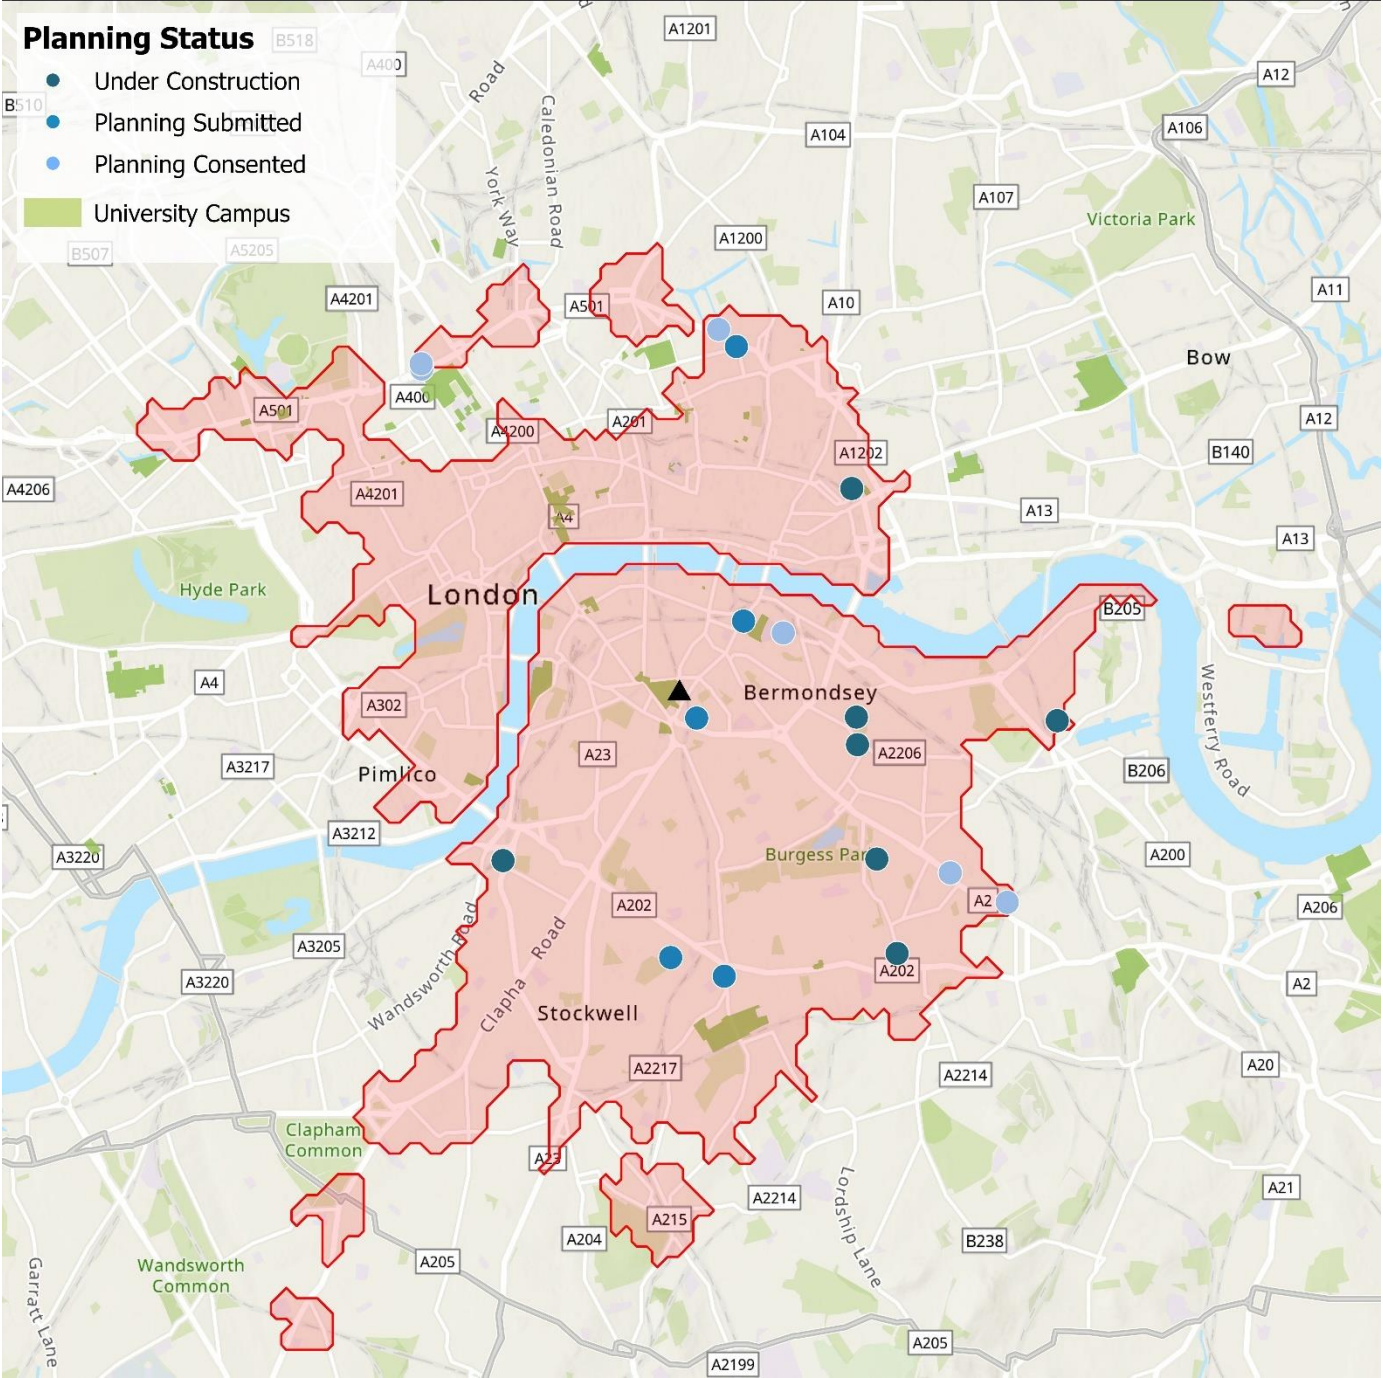 Planning Status
Under Construction
Planning Submitted
Planning Consented
University Campus
B518
A400
B510
B507
A5205
Road
Caledonian Road
York Way
A1201
A12
A104
A106
A107
Victoria Park
A1200
A4201
A501
A10
A11
Bow
A400
A501
A4200
A201
A12
A1202
B140
A4206
A4201
A4
A13
A13
Hyde Park
London
B205
A4
A302
Bermondsey
Westferry Road
A23
A2206
A3217
Pimlico
B206
A3212
A3220
Burgess Par
A200
A202
A2
A206
Wandsworth Road
Clapha
Road
A3205
A3220
A202
A2
Stockwell
A2217
A2214
A20
Clapham
Common
A23
A2214
A21
Lordship Lane
A215
A204
B238
A205
Wandsworth
Common
Garratt Lane
A205
A2199